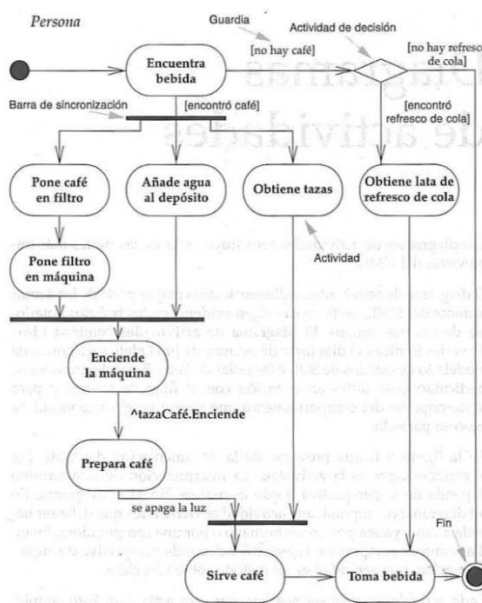 Persona
Guardia
Actividad de decisión
[no hay café]
[no hay refresco
de cola]
Encuentra
bebida
Barra de sincronización
[encontró café]
[encontró
refresco de cola]
Pone café
en filtro
Añade agua
al depósito
Obtiene tazas
Obtiene lata de
refresco de cola
Pone filtro
en máquina
Actividad
Enciende
la máquina
^tazaCafé.Enciende
Prepara café
se apaga la luz
Fin
Sirve café
Toma bebida